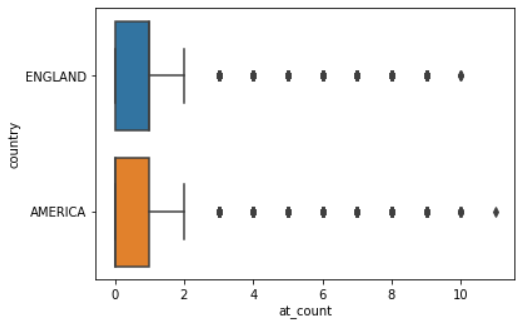 country
ENGLAND
AMERICA
0 2 4 6 8 10
at_count